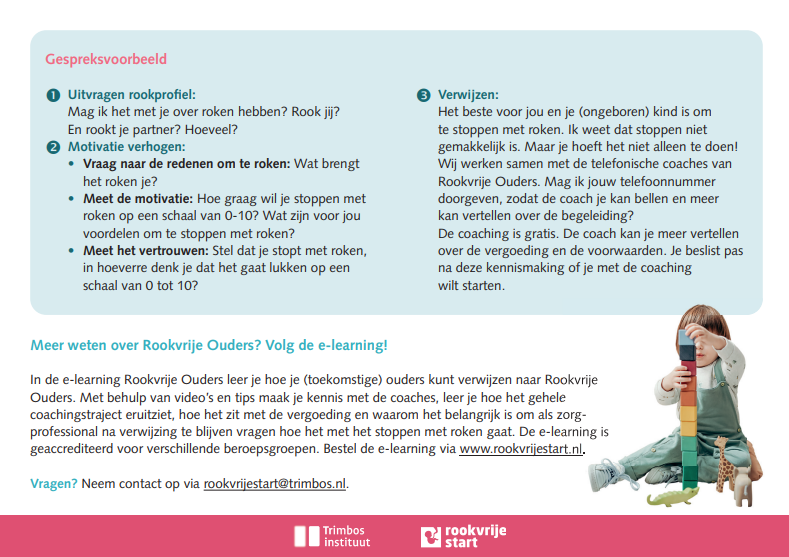 Gespreksvoorbeeld
1 Uitvragen rookprofiel:
Mag ik het met je over roken hebben? Rook jij?
En rookt je partner? Hoeveel?
2 Motivatie verhogen:
• Vraag naar de redenen om te roken: Wat brengt
het roken je?
• Meet de motivatie: Hoe graag wil je stoppen met
roken op een schaal van 0-10? Wat zijn voor jou
voordelen om te stoppen met roken?
• Meet het vertrouwen: Stel dat je stopt met roken,
in hoeverre denk je dat het gaat lukken op een
schaal van 0 tot 10?
3 Verwijzen:
Het beste voor jou en je (ongeboren) kind is om
te stoppen met roken. Ik weet dat stoppen niet
gemakkelijk is. Maar je hoeft het niet alleen te doen!
Wij werken samen met de telefonische coaches van
Rookvrije Ouders. Mag ik jouw telefoonnummer
doorgeven, zodat de coach je kan bellen en meer
kan vertellen over de begeleiding?
De coaching is gratis. De coach kan je meer vertellen
over de vergoeding en de voorwaarden. Je beslist pas
na deze kennismaking of je met de coaching
wilt starten.
Meer weten over Rookvrije Ouders? Volg de e-learning!
In de e-learning Rookvrije Ouders leer je hoe je (toekomstige) ouders kunt verwijzen naar Rookvrije
Ouders. Met behulp van video's en tips maak je kennis met de coaches, leer je hoe het gehele
coachingstraject eruitziet, hoe het zit met de vergoeding en waarom het belangrijk is om als zorg-
professional na verwijzing te blijven vragen hoe het met het stoppen met roken gaat. De e-learning is
geaccrediteerd voor verschillende beroepsgroepen. Bestel de e-learning via www.rookvrijestart.nl.
Vragen? Neem contact op via rookvrijestart@trimbos.nl.
Trimbos
instituut
rookvrije
start